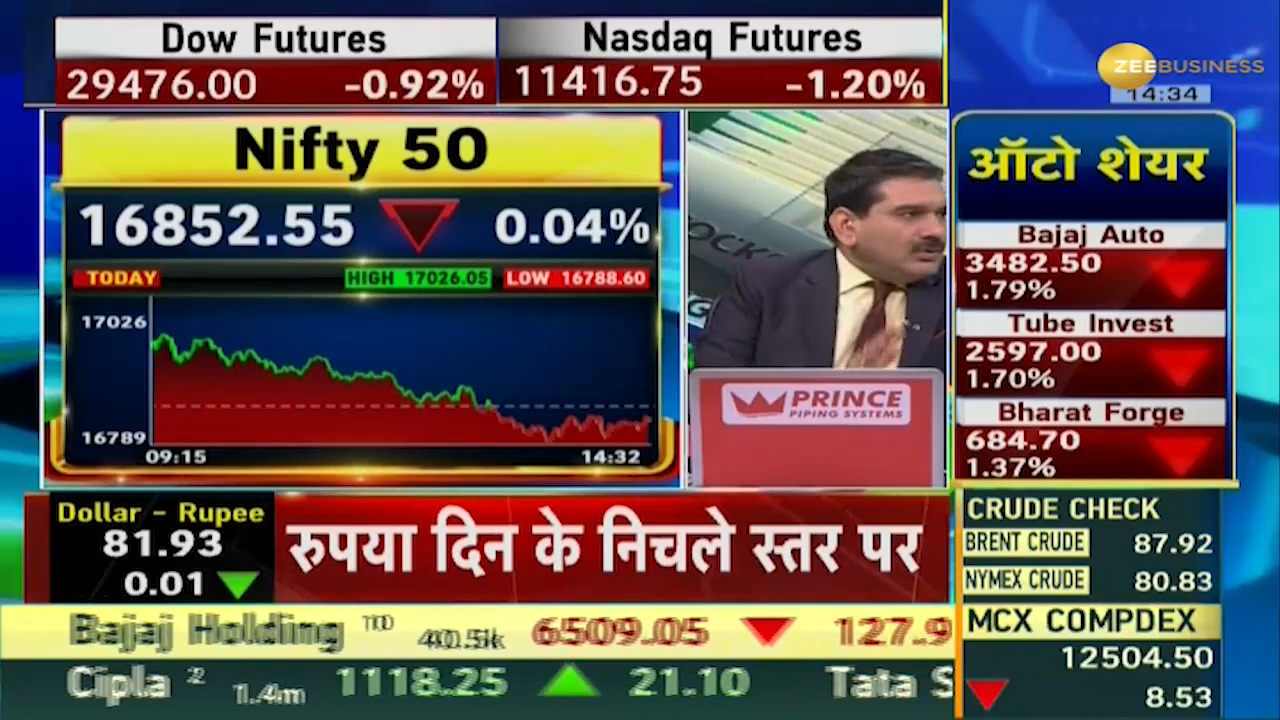 Dow Futures
29476.00 -0.92%
Nasdaq Futures
11416.75 -1.20%
ZEEBUSINESS
14:34
Nifty 50
16852.55 0.04%
TODAY HIGH 17026.05 LOW 16788.60
17026
16789
09:15 14:32
PRINCE
PIPING SYSTEMS
ऑटो शेयर
Bajaj Auto
3482.50
1.79%
Tube Invest
2597.00
1.70%
Bharat Forge
684.70
1.37%
Dollar - Rupee
81.93
0.01
रुपया दिन के निचले स्तर पर
CRUDE CHECK
BRENT CRUDE 87.92
NYMEX CRUDE 80.83
MCX COMPDEX
12504.50
8.53
Bajaj Holding 40.5k 6509.05 127.9
Cipla 1.4m 1118.25 21.10 Tata S